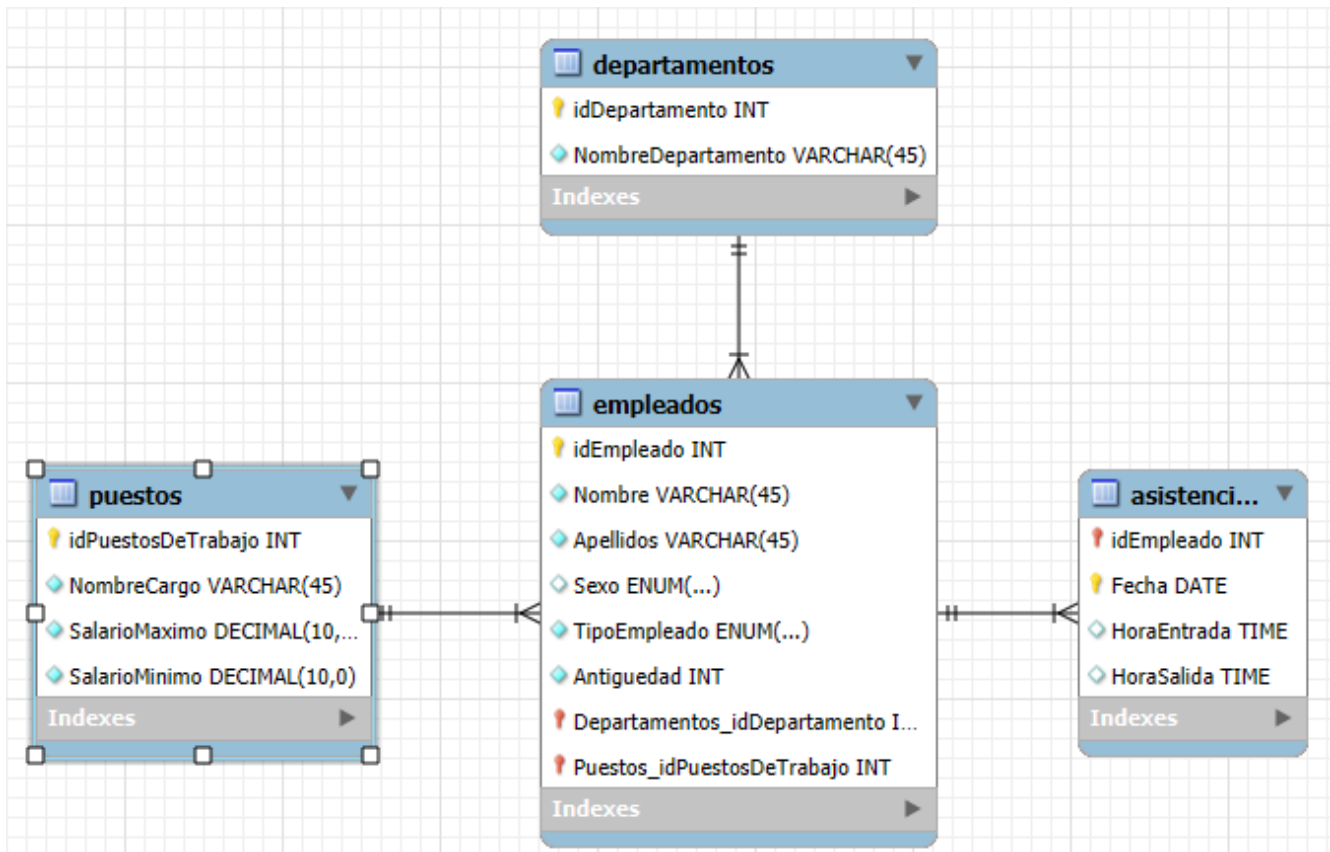 departamentos
idDepartamento INT
NombreDepartamento VARCHAR(45)
Indexes
empleados
idEmpleado INT
Nombre VARCHAR(45)
Apellidos VARCHAR(45)
Sexo ENUM(...)
TipoEmpleado ENUM(...)
Antiguedad INT
Departamentos_idDepartamento I...
Puestos_idPuestosDeTrabajo INT
Indexes
puestos
idPuestosDeTrabajo INT
NombreCargo VARCHAR(45)
SalarioMaximo DECIMAL(10,...
SalarioMinimo DECIMAL(10,0)
Indexes
asistenci...
idEmpleado INT
Fecha DATE
HoraEntrada TIME
HoraSalida TIME
Indexes